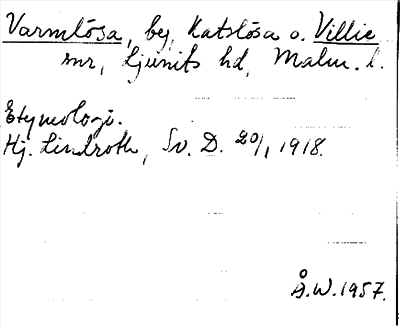 Varmlösa, by, Katslösa o. Villie
snr, Ljunits hd, Malm. l.
Etymologi.
Hj. Lindroth, Sv. D. 20/1 1918.
Å.W. 1957.